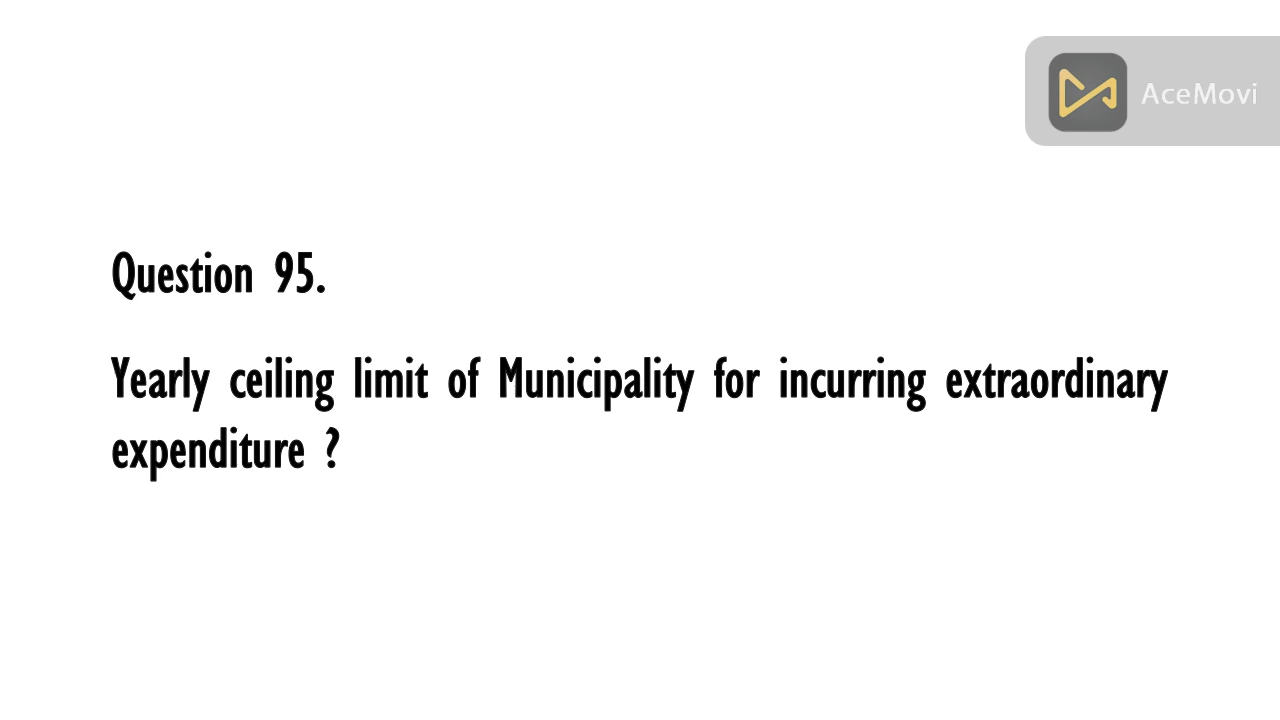 AceMovi
Question 95.
Yearly ceiling limit of Municipality for incurring extraordinary
expenditure ?